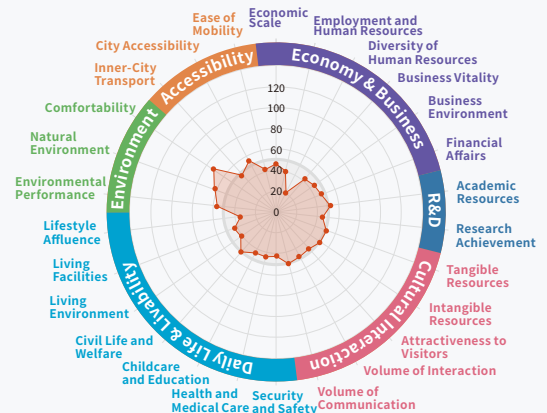 Economic
Scale
Employment and
Human Resources
Diversity of
Human Resources
Business Vitality
Business
Environment
Financial
Affairs
Academic
Resources
Research
Achievement
Tangible
Resources
Intangible
Resources
Attractiveness to
Visitors
Volume of Interaction
Volume of
Communication
Security
and Safety
Health and
Medical Care
Childcare
and Education
Civil Life and
Welfare
Living
Environment
Living
Facilities
Lifestyle
Affluence
Environmental
Performance
Natural
Environment
Comfortability
Inner-City
Transport
City Accessibility
Ease of
Mobility
Economy & Business
R&D
Cultural Interaction
Daily Life & Livability
Environment
Accessibility
120
100
80
60
40
20
0